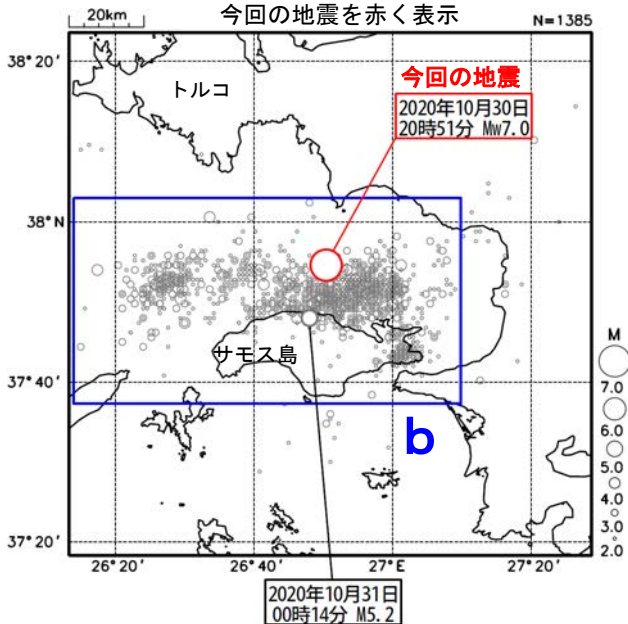 20km
今回の地震を赤く表示
N=1385
38°20'
トルコ
今回の地震
2020年10月30日
20時51分 Mw7.0
38°N
サモス島
37°40'
b
37°20'
M
7.0
6.0
5.0
4.0
3.0
2.0
26°20'
26°40'
27°E
27°20'
2020年10月31日
00時14分 M5.2